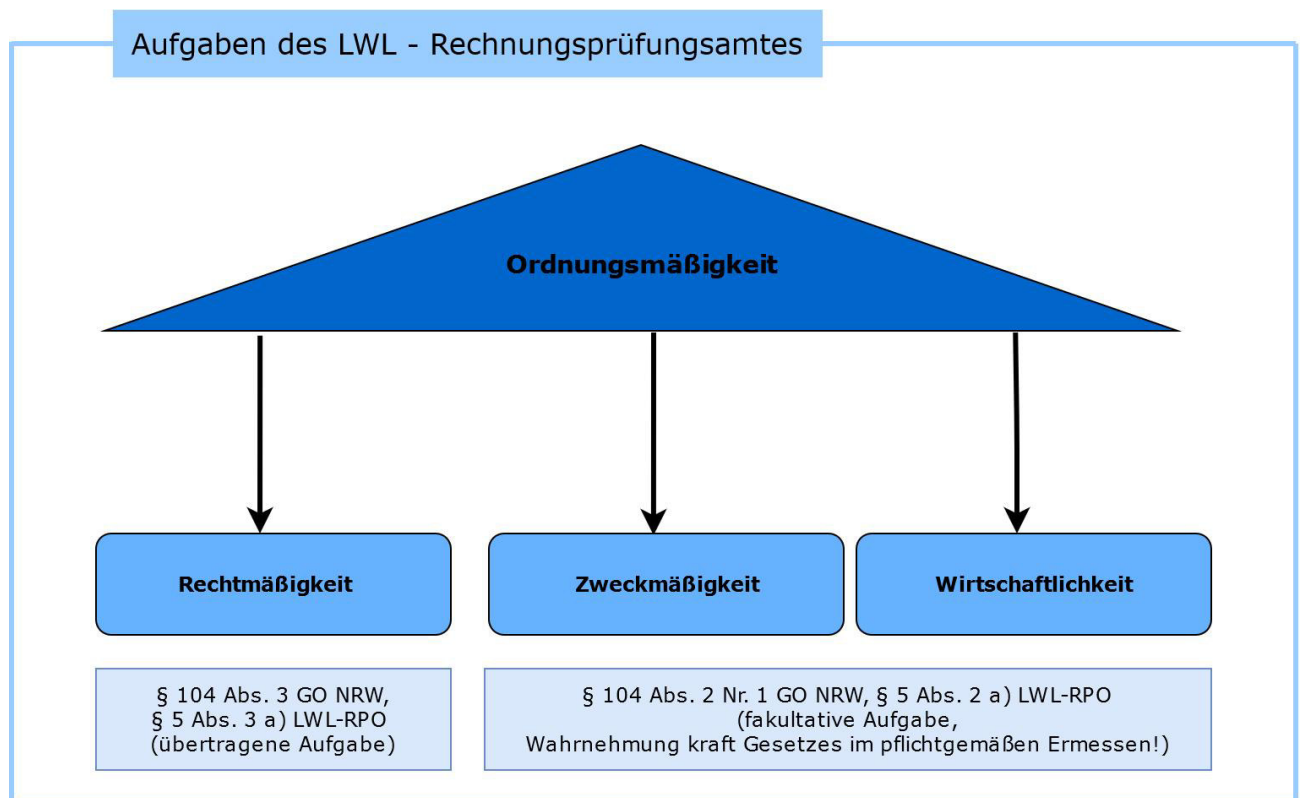 Aufgaben des LWL - Rechnungsprüfungsamtes
Ordnungsmäßigkeit
Rechtmäßigkeit
Zweckmäßigkeit
Wirtschaftlichkeit
§ 104 Abs. 3 GO NRW,
§ 5 Abs. 3 a) LWL-RPO
(übertragene Aufgabe)
§ 104 Abs. 2 Nr. 1 GO NRW, § 5 Abs. 2 a) LWL-RPO
(fakultative Aufgabe,
Wahrnehmung kraft Gesetzes im pflichtgemäßen Ermessen!)